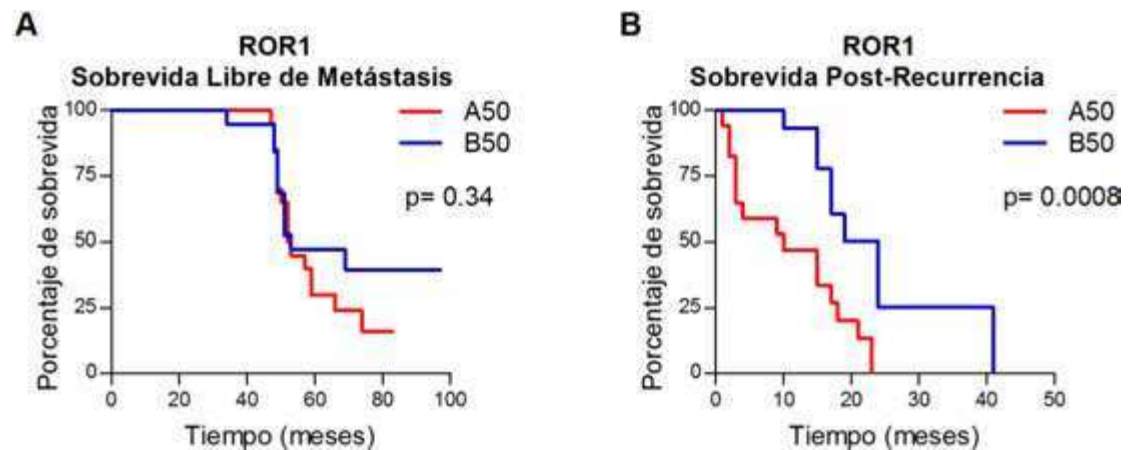 A
ROR1
Sobrevida Libre de Metástasis
Porcentaje de sobrevida
100
75
50
25
0
A50
B50
p= 0.34
0 20 40 60 80 100
Tiempo (meses)
B
ROR1
Sobrevida Post-Recurrencia
Porcentaje de sobrevida
100
75
50
25
0
A50
B50
p= 0.0008
0 10 20 30 40 50
Tiempo (meses)